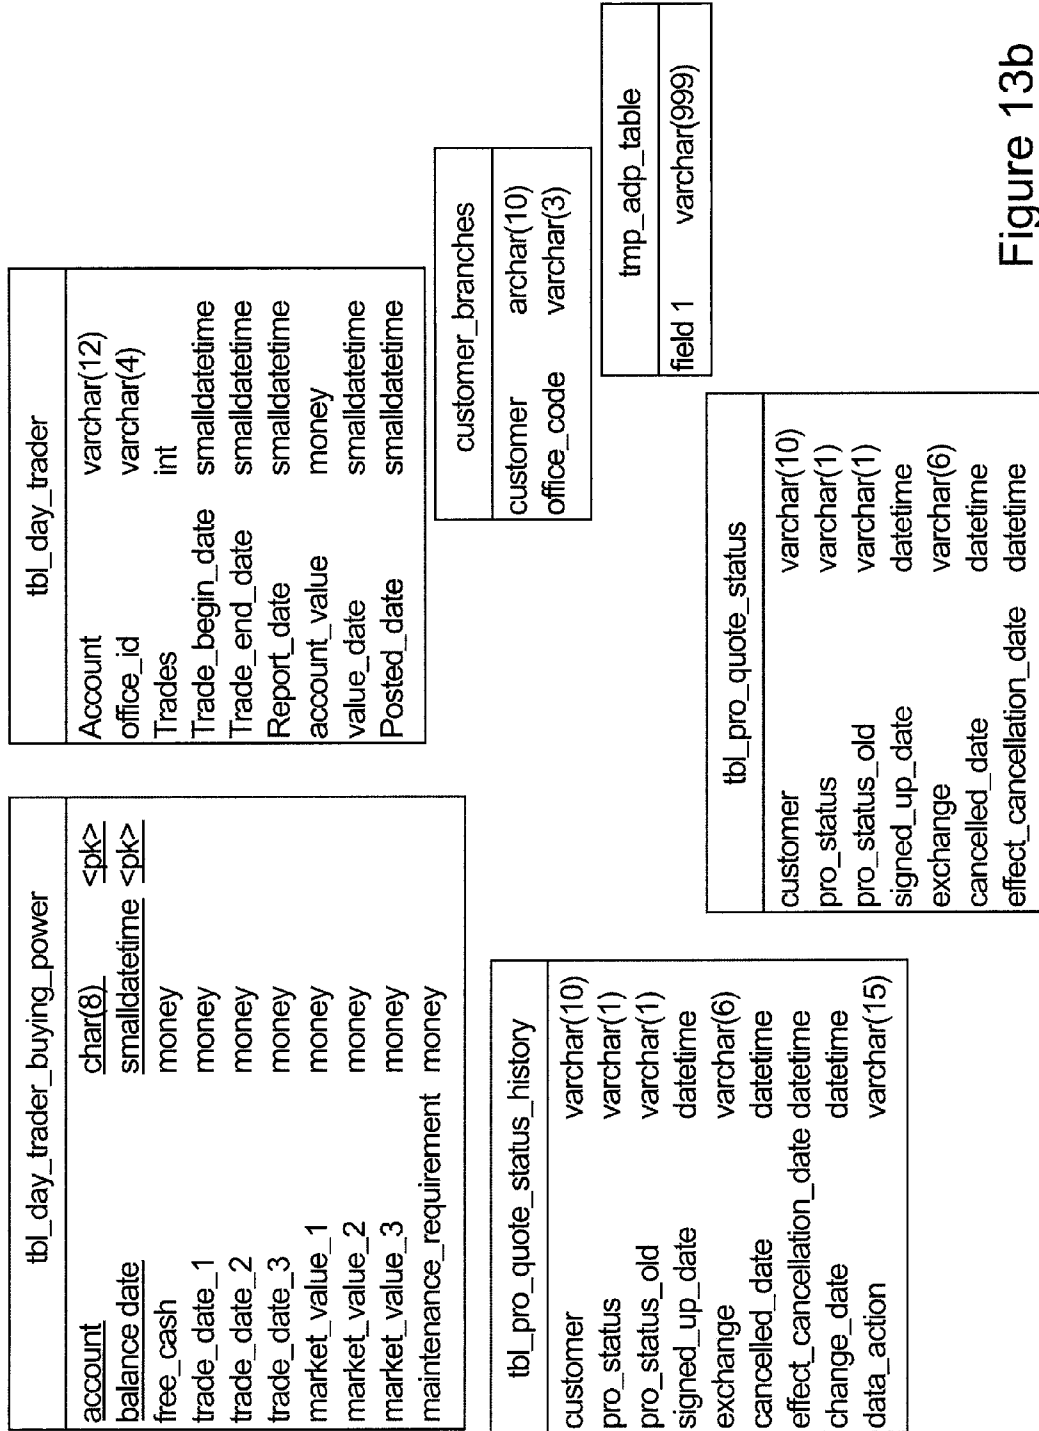 tbl_day_trader_buying_power
account char(8) <pk>
balance date smalldatetime <pk>
free_cash money
trade_date_1 money
trade_date_2 money
trade_date_3 money
market_value_1 money
market_value_2 money
market_value_3 money
maintenance_requirement money
tbl_day_trader
Account varchar(12)
office_id varchar(4)
Trades int
Trade_begin_date smalldatetime
Trade_end_date smalldatetime
Report_date smalldatetime
account_value money
value_date smalldatetime
Posted_date smalldatetime
customer_branches
customer archar(10)
office_code varchar(3)
tbl_pro_quote_status_history
customer varchar(10)
pro_status varchar(1)
pro_status_old varchar(1)
signed_up_date datetime
exchange varchar(6)
cancelled_date datetime
effect_cancellation_date datetime
change_date datetime
data_action varchar(15)
tmp_adp_table
field 1 varchar(999)
tbl_pro_quote_status
customer varchar(10)
pro_status varchar(1)
pro_status_old varchar(1)
signed_up_date datetime
exchange varchar(6)
cancelled_date datetime
effect_cancellation_date datetime
Figure 13b